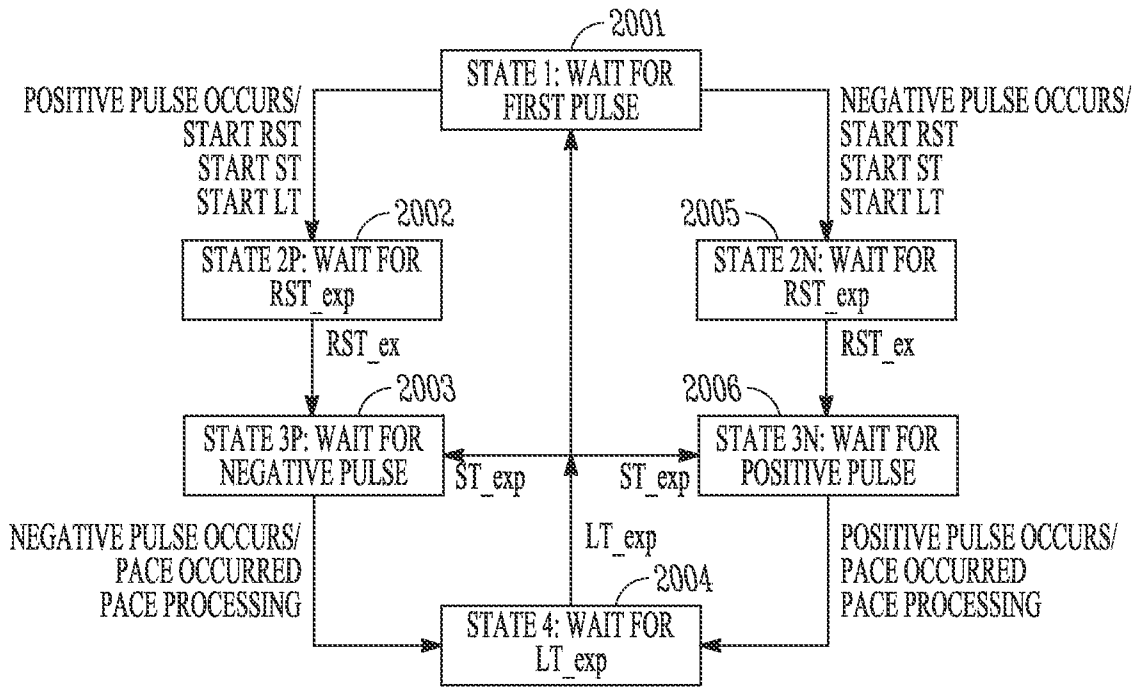 2001
STATE 1: WAIT FOR
FIRST PULSE
POSITIVE PULSE OCCURS/
START RST
START ST
START LT
NEGATIVE PULSE OCCURS/
START RST
START ST
START LT
2002
STATE 2P: WAIT FOR
RST_exp
2005
STATE 2N: WAIT FOR
RST_exp
RST_ex
RST_ex
2003
STATE 3P: WAIT FOR
NEGATIVE PULSE
2006
STATE 3N: WAIT FOR
POSITIVE PULSE
ST_exp
ST_exp
NEGATIVE PULSE OCCURS/
PACE OCCURRED
PACE PROCESSING
LT_exp
POSITIVE PULSE OCCURS/
PACE OCCURRED
PACE PROCESSING
2004
STATE 4: WAIT FOR
LT_exp